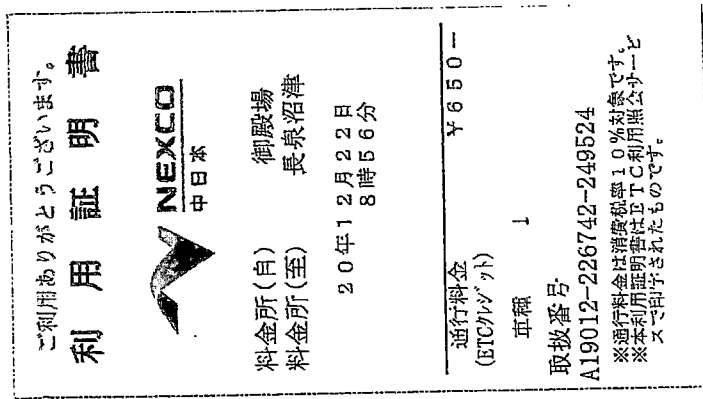 ご利用ありがとうございます。
利用証明書
NEXCO
中日本
料金所(自) 御殿場
料金所(至) 長泉沼津
20年12月22日
8時56分
通行料金 ¥650-
(ETCクレジット)
車種 1
取扱番号
A19012-226742-249524
※通行料金は消費税率10%対象です。
※本利用証明書はETC利用照会サービ
スで印字されたものです。